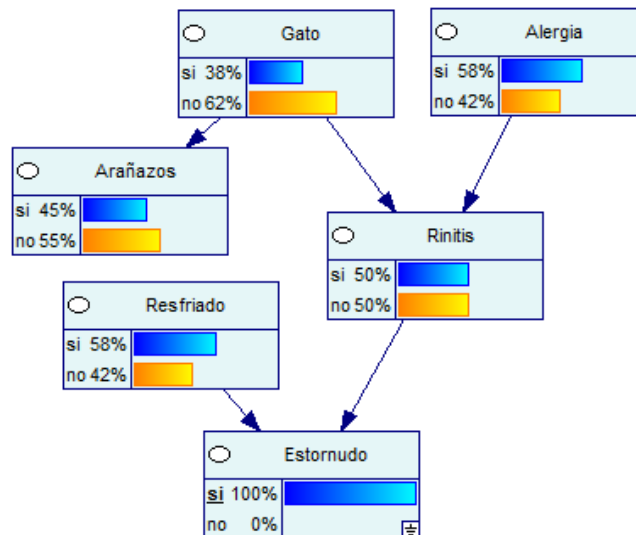 Gato
si 38%
no 62%
Alergia
si 58%
no 42%
Arañazos
si 45%
no 55%
Rinitis
si 50%
no 50%
Resfriado
si 58%
no 42%
Estornudo
si 100%
no 0%